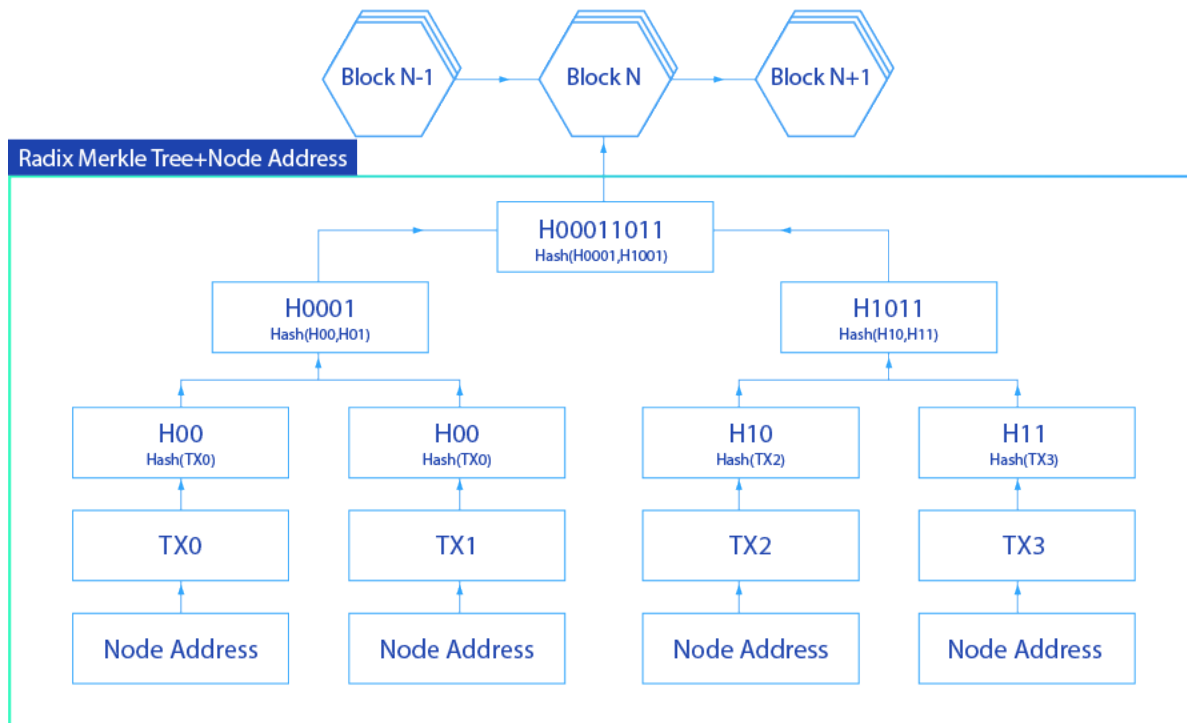 Block N-1
Block N
Block N+1
Radix Merkle Tree+Node Address
H00011011
Hash(H0001,H1001)
H0001
Hash(H00,H01)
H1011
Hash(H10,H11)
H00
Hash(TX0)
H00
Hash(TX0)
H10
Hash(TX2)
H11
Hash(TX3)
TX0
TX1
TX2
TX3
Node Address
Node Address
Node Address
Node Address